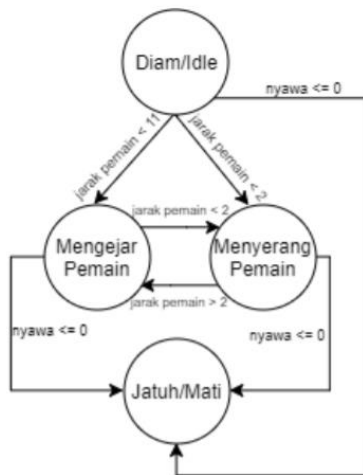 Diam/Idle
nyawa <= 0
jarak pemain < 11
jarak pemain < 2
jarak pemain < 2
Mengejar
Pemain
Menyerang
Pemain
jarak pemain > 2
nyawa <= 0
nyawa <= 0
Jatuh/Mati